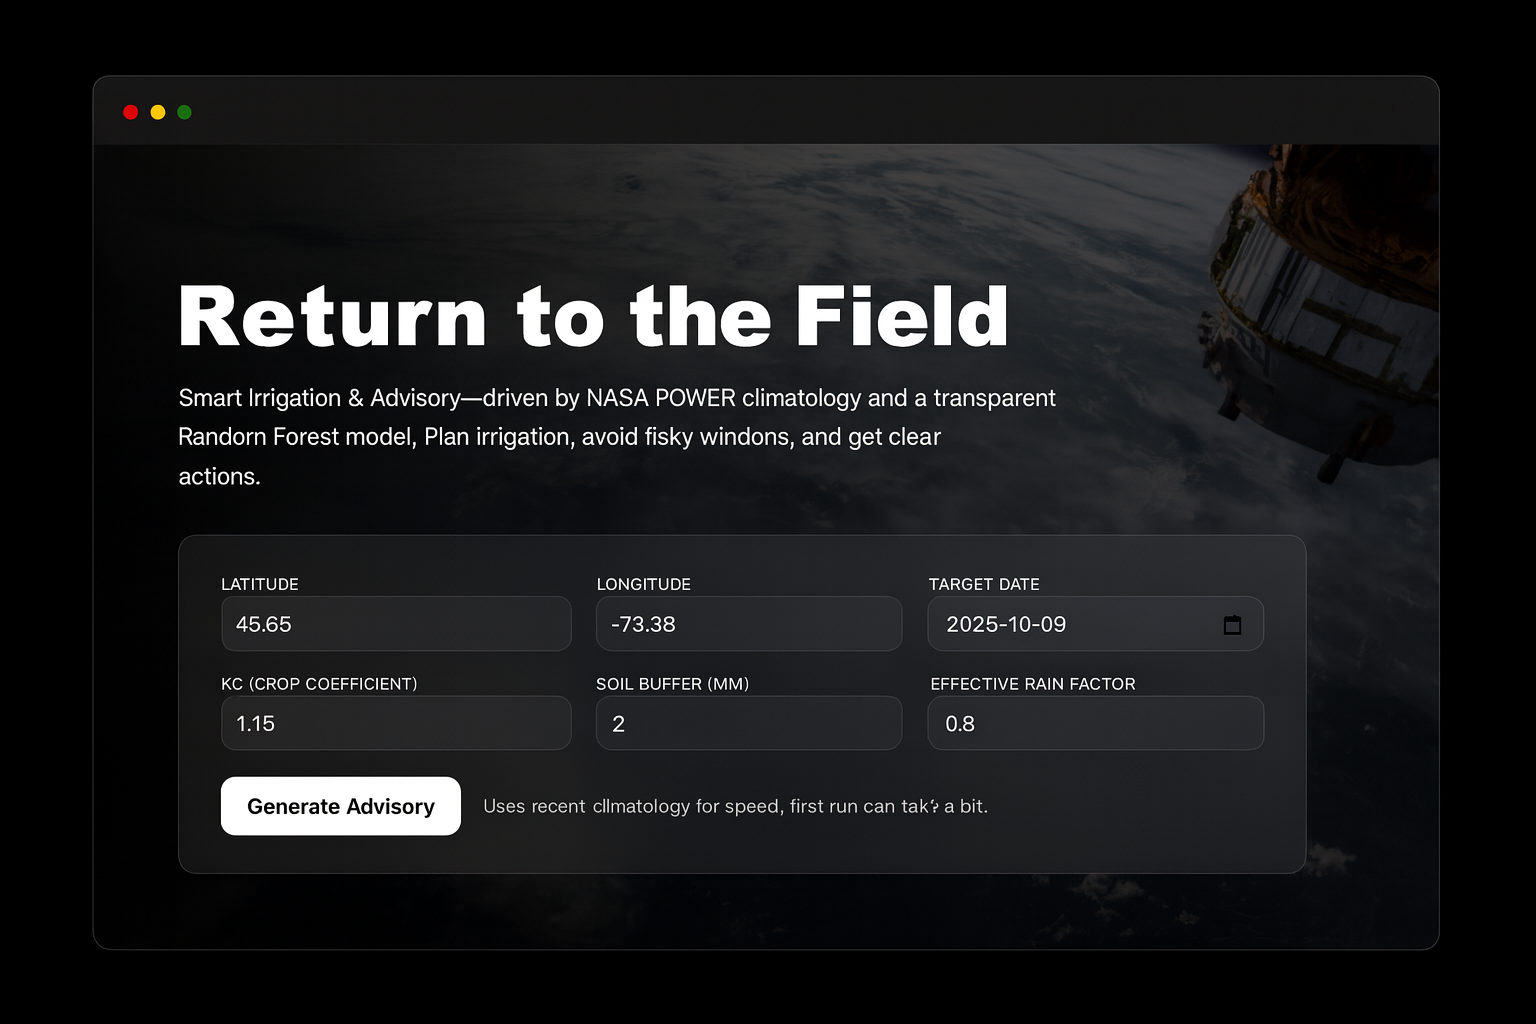 Return to the Field
Smart Irrigation & Advisory—driven by NASA POWER climatology and a transparent
Randorn Forest model, Plan irrigation, avoid fisky windons, and get clear
actions.
LATITUDE
LONGITUDE
TARGET DATE
45.65
-73.38
2025-10-09
KC (CROP COEFFICIENT)
SOIL BUFFER (MM)
EFFECTIVE RAIN FACTOR
1.15
2
0.8
Generate Advisory
Uses recent cllmatology for speed, first run can a bit.